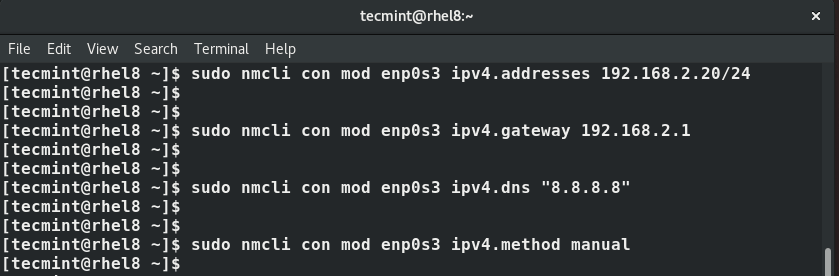 tecmint@rhel8:~ ×
File Edit View Search Terminal Help
[tecmint@rhel8 ~]$ sudo nmcli con mod enp0s3 ipv4.addresses 192.168.2.20/24
[tecmint@rhel8 ~]$
[tecmint@rhel8 ~]$
[tecmint@rhel8 ~]$ sudo nmcli con mod enp0s3 ipv4.gateway 192.168.2.1
[tecmint@rhel8 ~]$
[tecmint@rhel8 ~]$
[tecmint@rhel8 ~]$ sudo nmcli con mod enp0s3 ipv4.dns "8.8.8.8"
[tecmint@rhel8 ~]$
[tecmint@rhel8 ~]$
[tecmint@rhel8 ~]$ sudo nmcli con mod enp0s3 ipv4.method manual
[tecmint@rhel8 ~]$